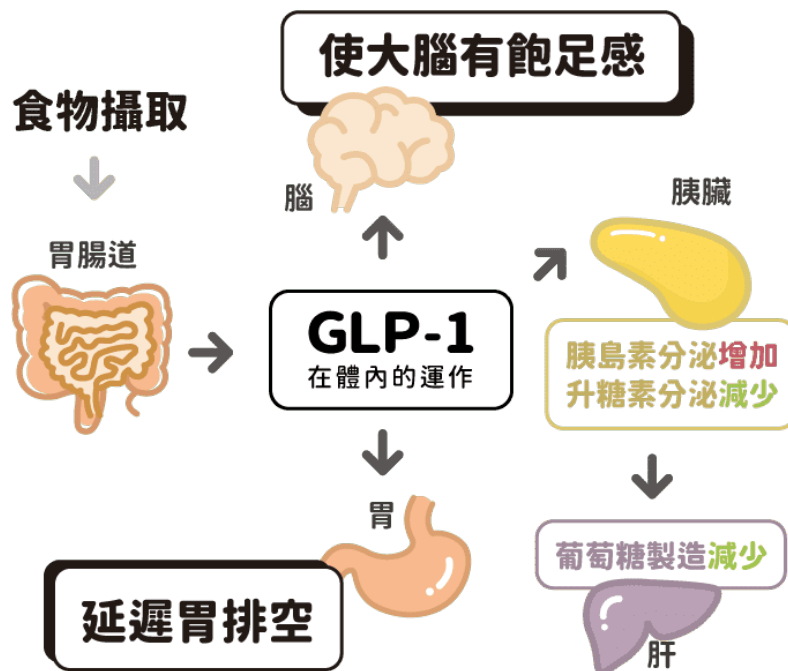 使大腦有飽足感
食物攝取
腦
胰臟
胃腸道
GLP-1
在體內的運作
胰島素分泌增加
升糖素分泌減少
胃
葡萄糖製造減少
延遲胃排空
肝